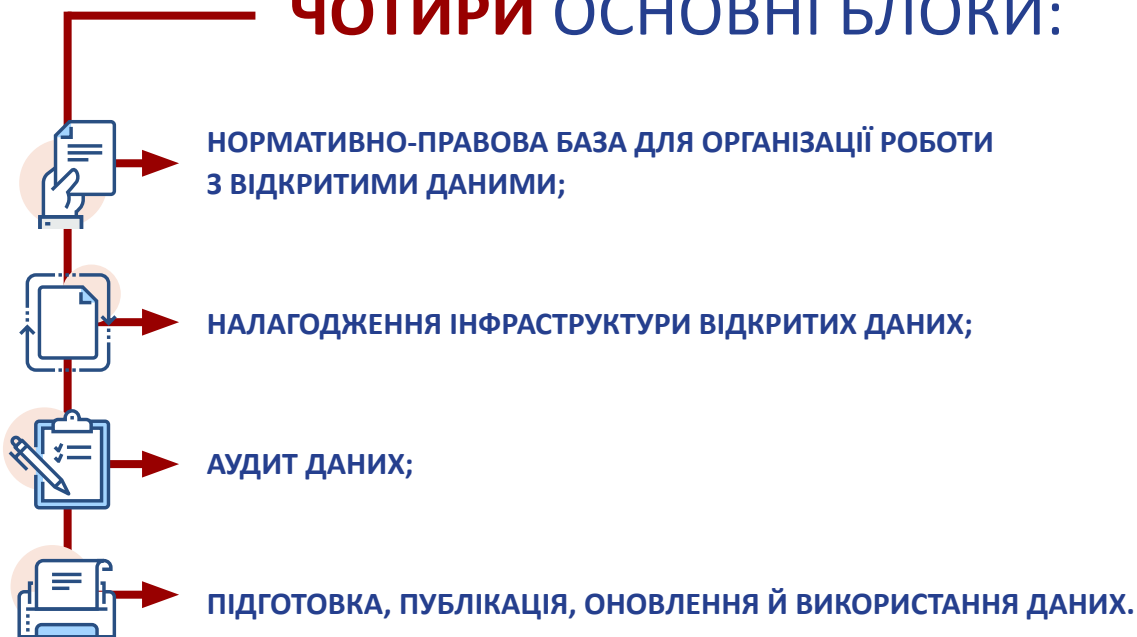 ЧОТИРИ ОСНОВНІ БЛОКИ:
НОРМАТИВНО-ПРАВОВА БАЗА ДЛЯ ОРГАНІЗАЦІЇ РОБОТИ
З ВІДКРИТИМИ ДАНИМИ;
НАЛАГОДЖЕННЯ ІНФРАСТРУКТУРИ ВІДКРИТИХ ДАНИХ;
АУДИТ ДАНИХ;
ПІДГОТОВКА, ПУБЛІКАЦІЯ, ОНОВЛЕННЯ Й ВИКОРИСТАННЯ ДАНИХ.